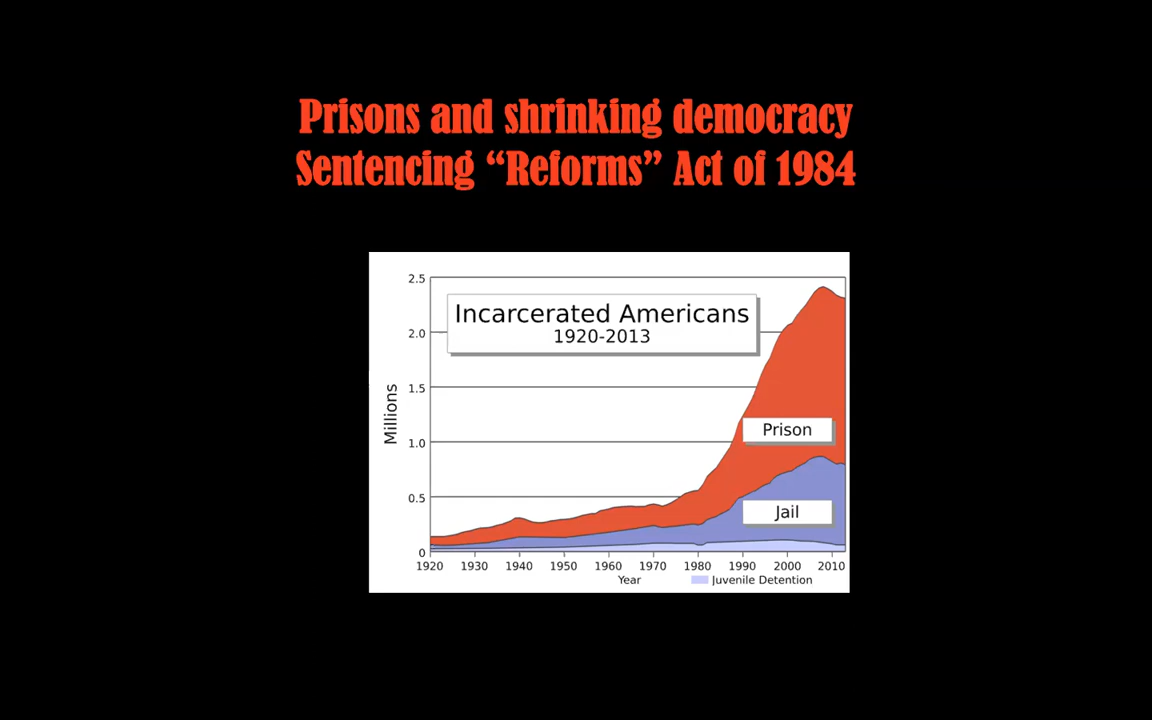 Prisons and shrinking democracy
Sentencing “Reforms” Act of 1984
2.5
Incarcerated Americans
1920-2013
2.0
1.5
Millions
Prison
1.0
Jail
0.5
0
1920 1930 1940 1950 1960 1970 1980 1990 2000 2010
Year
Juvenile Detention